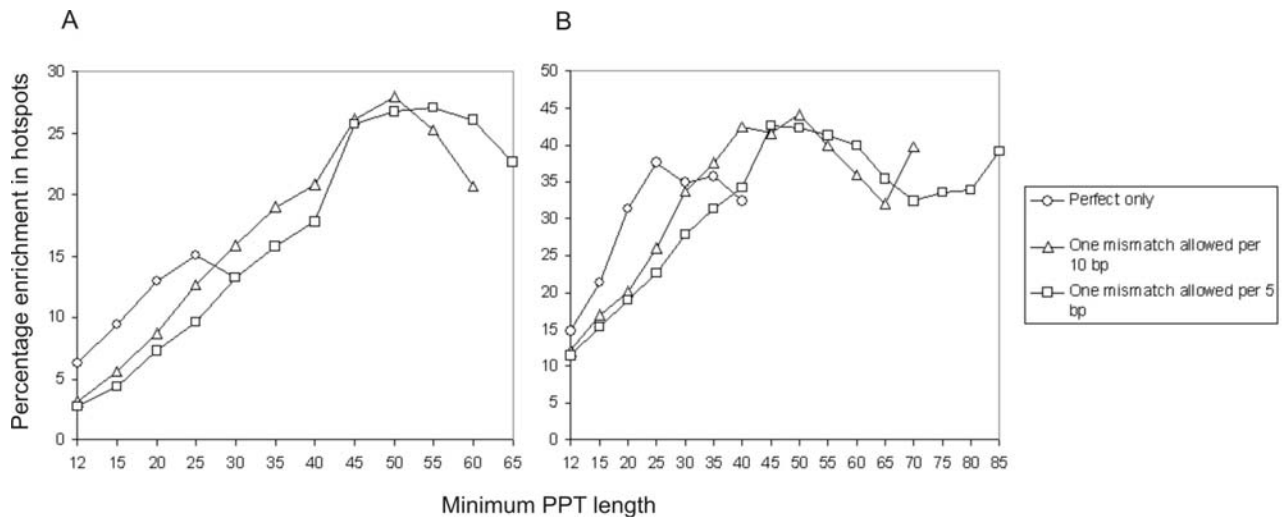 A
B
Percentage enrichment in hotspots
30
25
20
15
10
5
0
12 15 20 25 30 35 40 45 50 55 60 65
50
45
40
35
30
25
20
15
10
5
0
12 15 20 25 30 35 40 45 50 55 60 65 70 75 80 85
Minimum PPT length
Perfect only
One mismatch allowed per
10 bp
One mismatch allowed per 5
bp